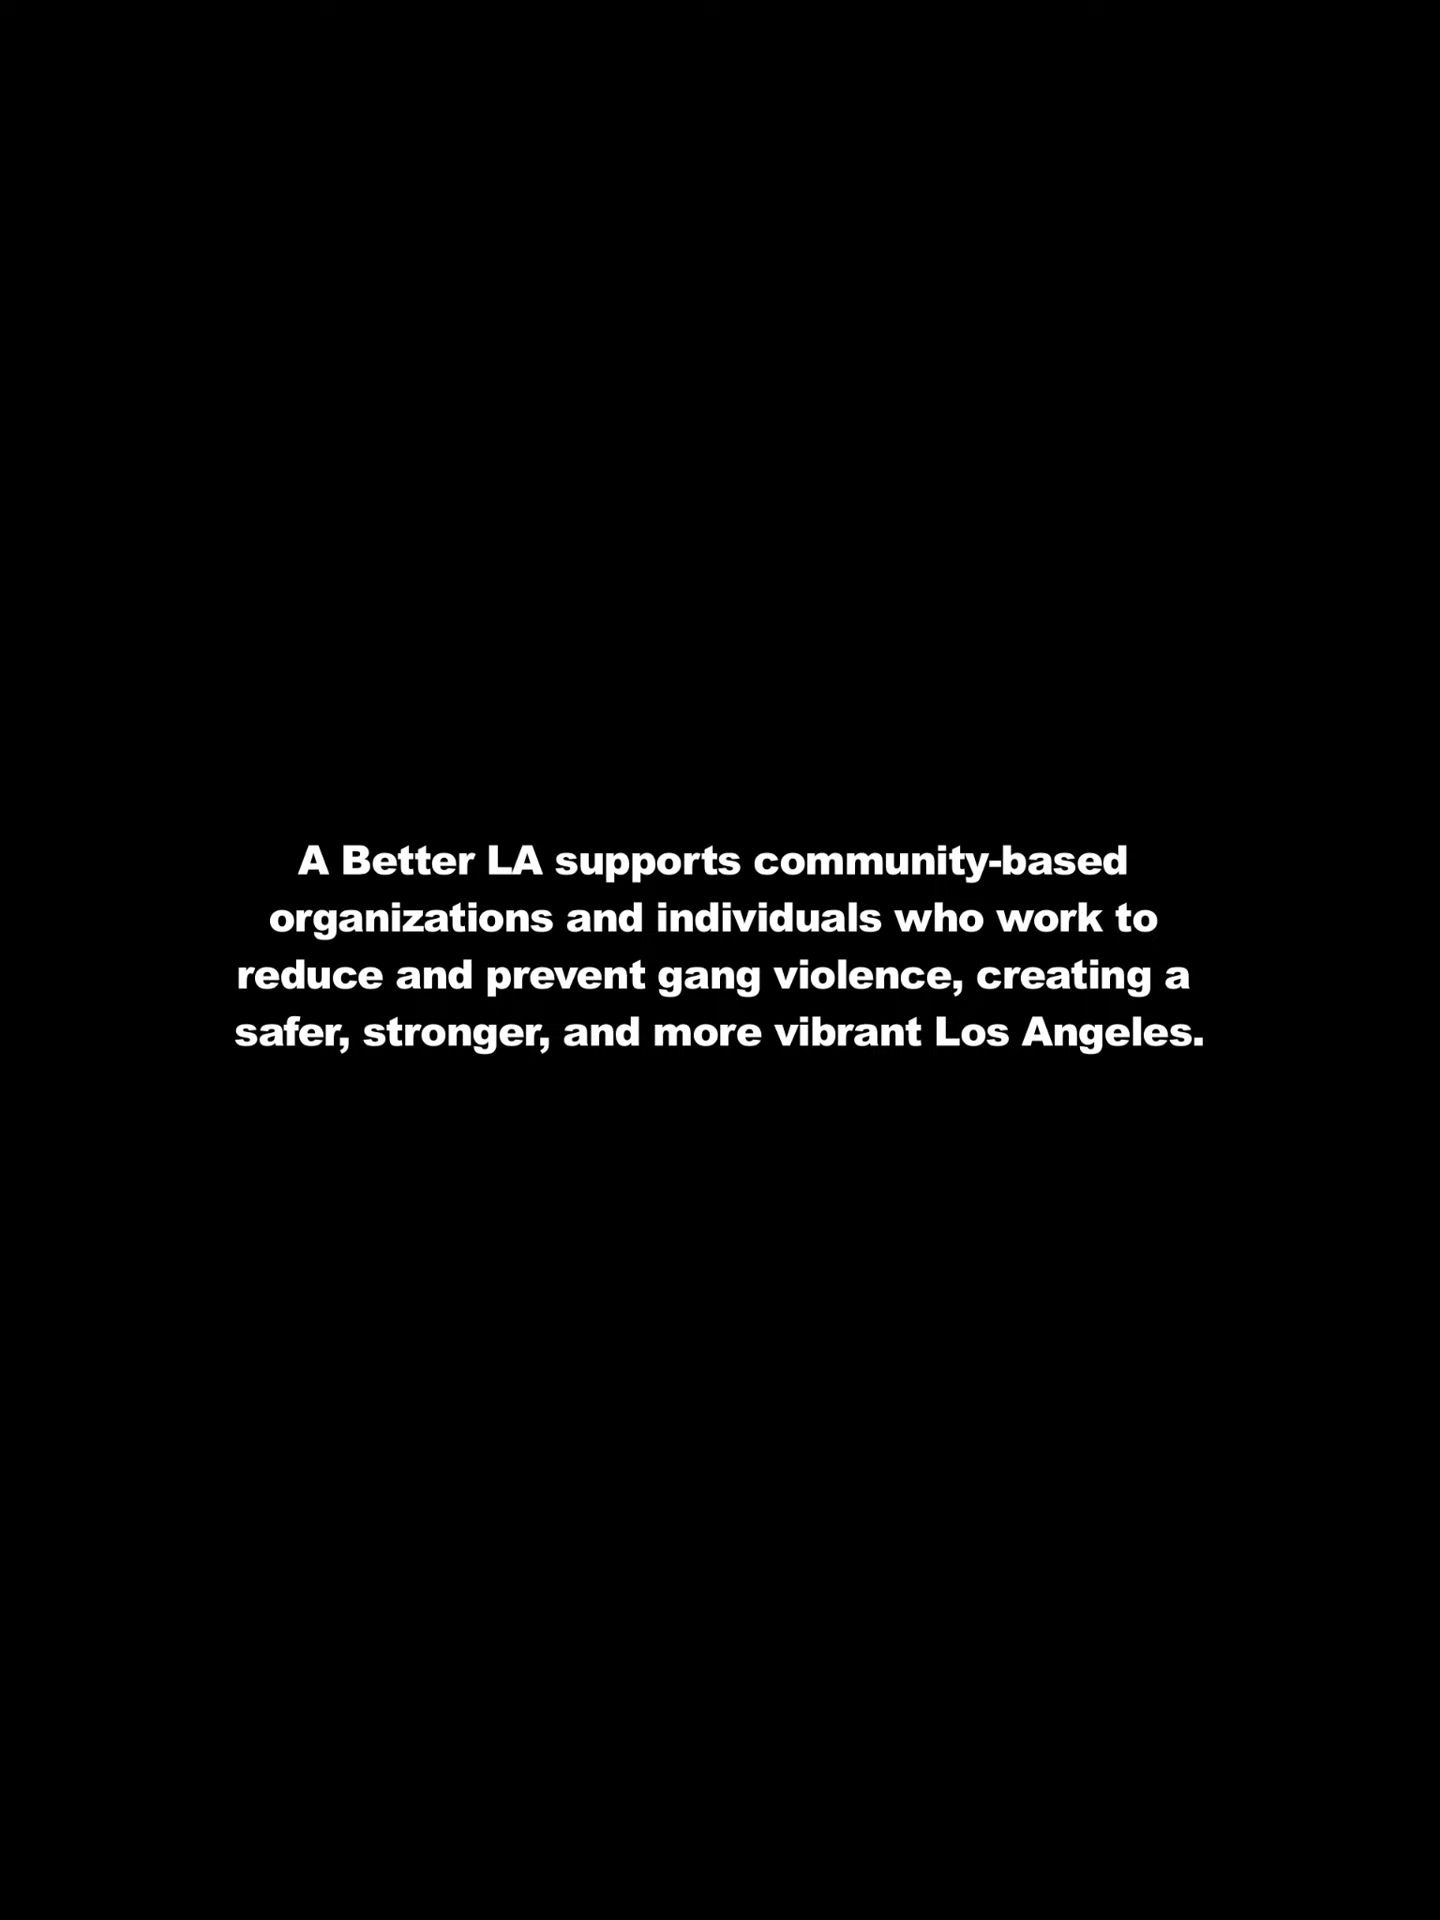 A Better LA supports community-based
organizations and individuals who work to
reduce and prevent gang violence, creating a
safer, stronger, and more vibrant Los Angeles.